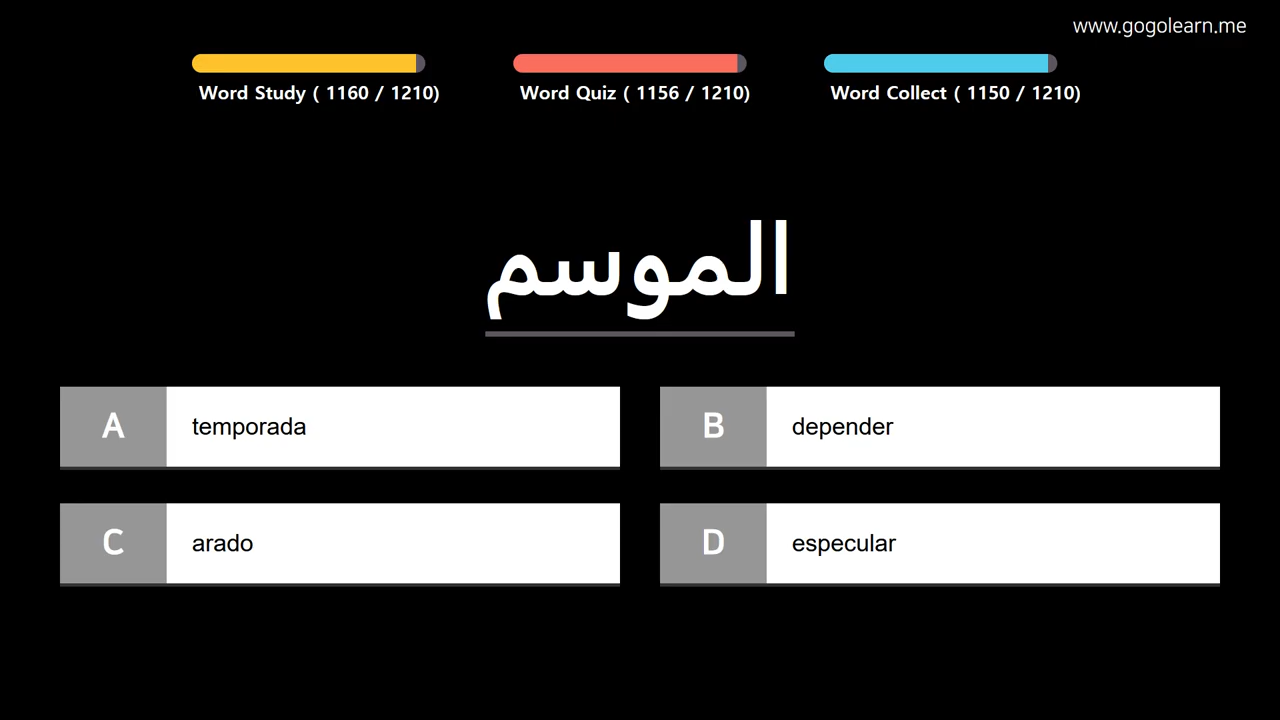 www.gogolearn.me
Word Study ( 1160 / 1210)
Word Quiz ( 1156 / 1210)
Word Collect ( 1150 / 1210)
الموسم
A temporada
B depender
C arado
D especular